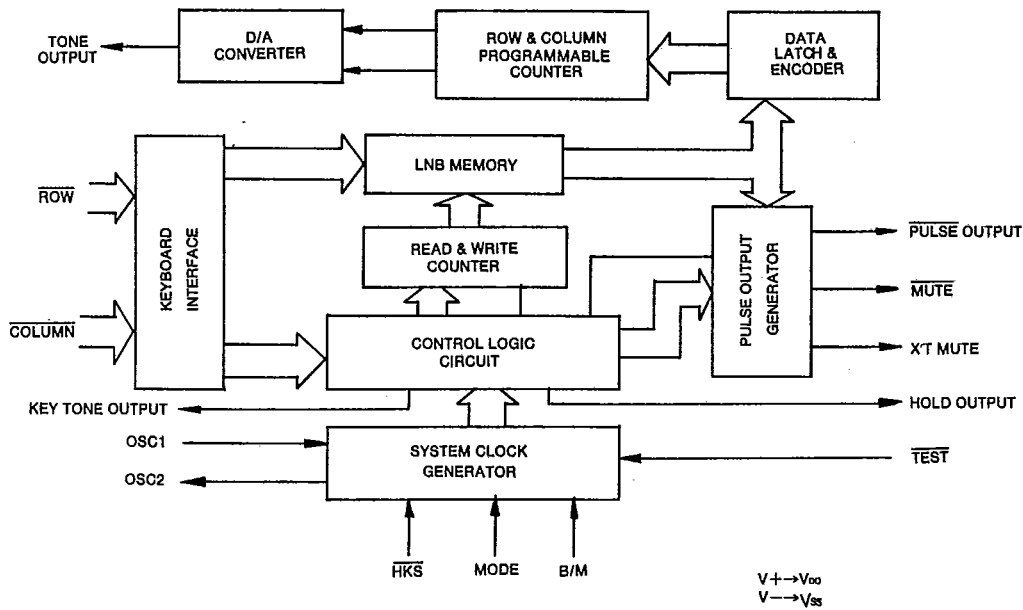 TONE
OUTPUT
D/A
CONVERTER
ROW & COLUMN
PROGRAMMABLE
COUNTER
DATA
LATCH &
ENCODER
ROW
COLUMN
KEYBOARD
INTERFACE
LNB MEMORY
READ & WRITE
COUNTER
CONTROL LOGIC
CIRCUIT
PULSE OUTPUT
GENERATOR
PULSE OUTPUT
MUTE
X'T MUTE
KEY TONE OUTPUT
HOLD OUTPUT
OSC1
OSC2
SYSTEM CLOCK
GENERATOR
TEST
HKS
MODE
B/M
V+→VDD
V-→VSS